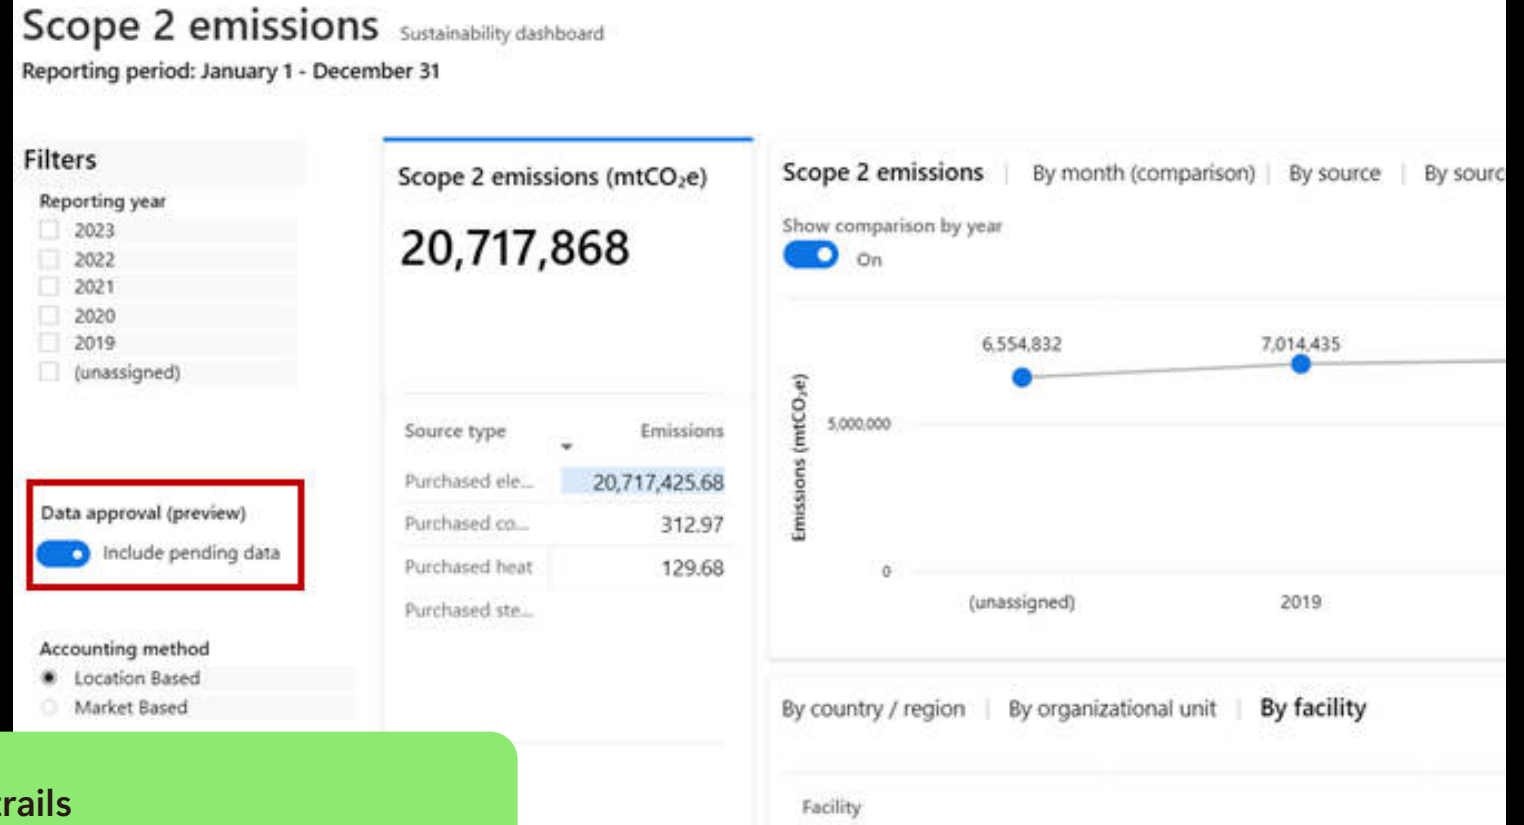 Scope 2 emissions Sustainability dashboard
Reporting period: January 1 - December 31
Filters
Reporting year
2023
2022
2021
2020
2019
(unassigned)
Data approval (preview)
Include pending data
Accounting method
Location Based
Market Based
Scope 2 emissions (mtCO₂e)
20,717,868
Source type Emissions
Purchased ele... 20,717,425.68
Purchased co... 312.97
Purchased heat 129.68
Purchased ste...
Scope 2 emissions | By month (comparison) | By source | By sourc
Show comparison by year
On
6,554,832 7,014,435
Emissions (mtCO₂e)
5,000,000
0
(unassigned) 2019
By country / region | By organizational unit | By facility
Facility
rails